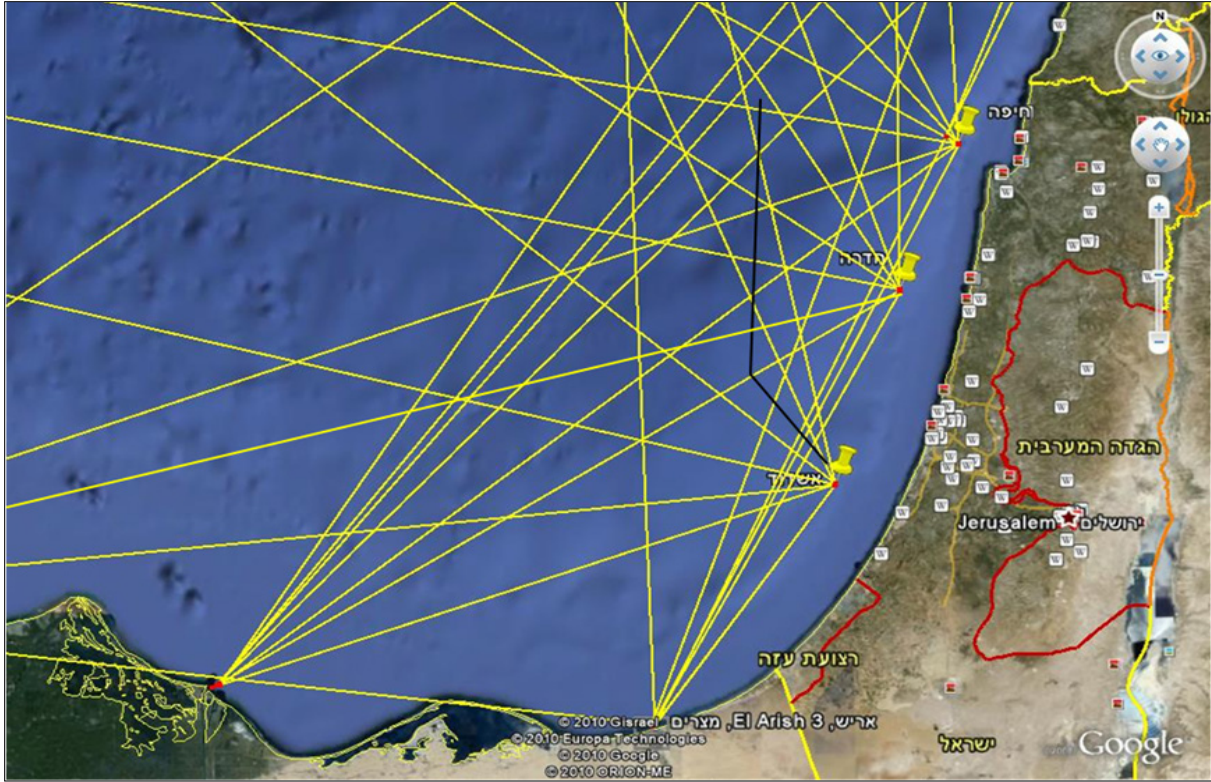 N
חיפה
הגולן
חדרה
הגדה המערבית
אשדוד
Jerusalem ירושלים
רצועת עזה
אריש, El Arish 3, מצרים
ישראל
© 2010 Gisrael
© 2010 Europa Technologies
© 2010 Google
© 2010 ORION-ME
Google